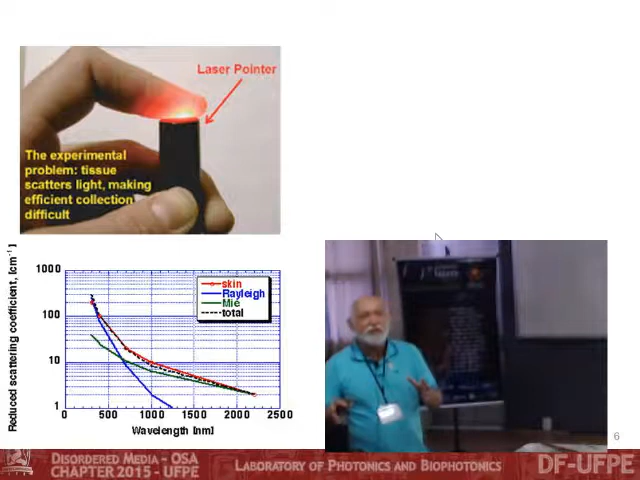 Laser Pointer
The experimental
problem: tissue
scatters light, making
efficient collection
difficult
Reduced scattering coefficient, [cm⁻¹]
1000
100
10
1
skin
Rayleigh
Mie
total
0 500 1000 1500 2000 2500
Wavelength [nm]
6
DISORDERED MEDIA - OSA
CHAPTER 2015 - UFPE
LABORATORY OF PHOTONICS AND BIOPHOTONICS
DF-UFPE